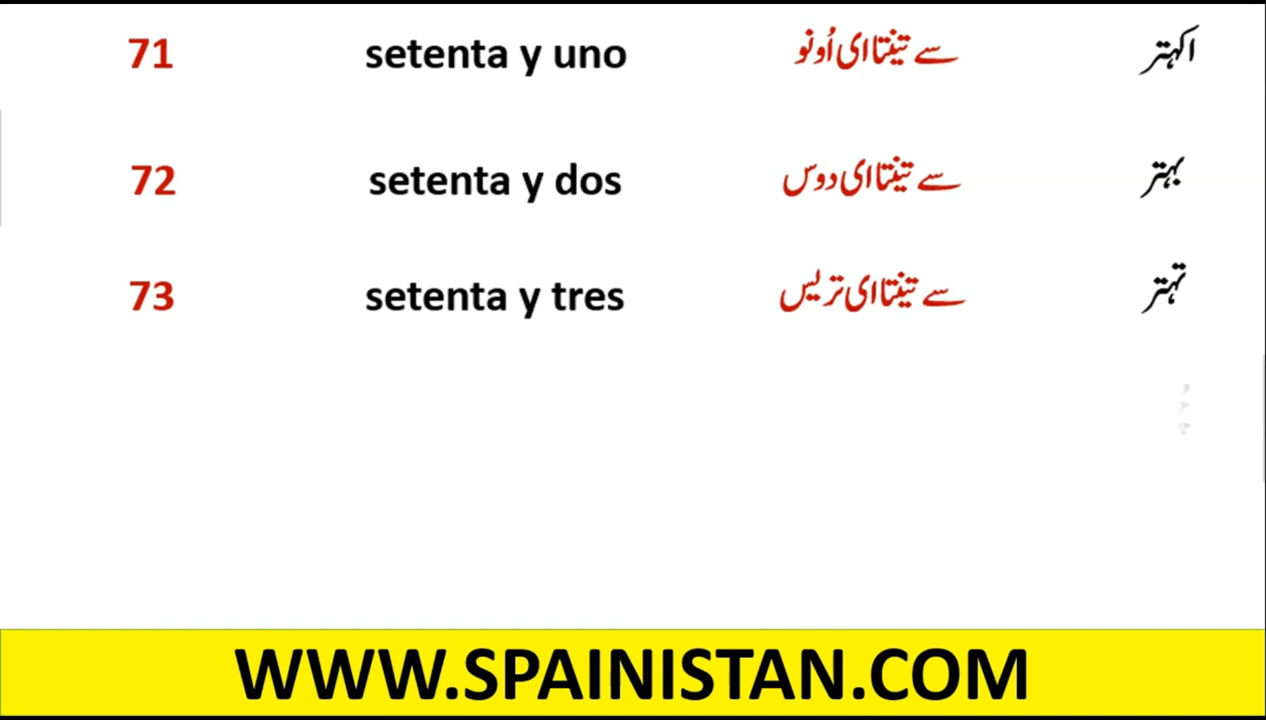 71 setenta y uno سے تینتا ای اُونو اکہتر
72 setenta y dos سے تینتا ای دوس بہتر
73 setenta y tres سے تینتا ای تریس تہتر
WWW.SPAINISTAN.COM